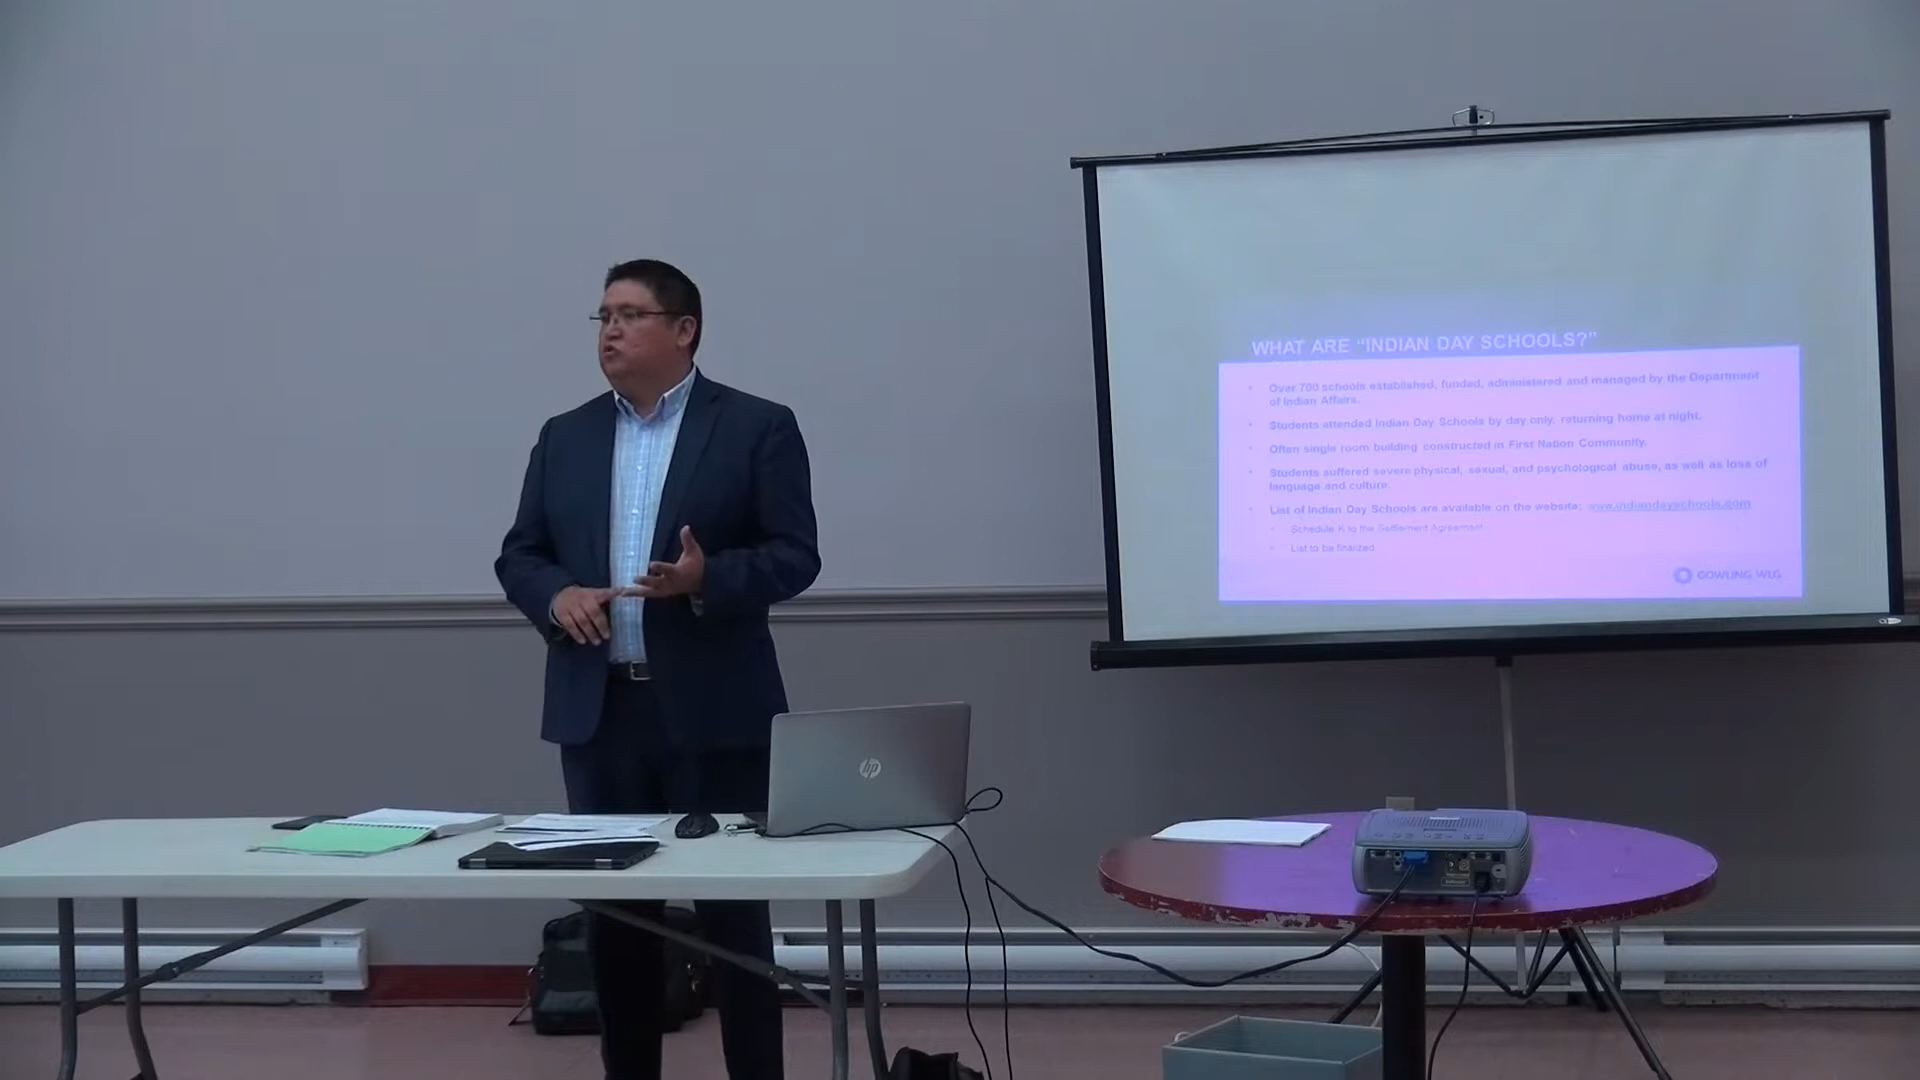 WHAT ARE “INDIAN DAY SCHOOLS?”
• Over 700 schools established, funded, administered and managed by the Department
of Indian Affairs.
• Students attended Indian Day Schools by day only, returning home at night.
• Often single room building constructed in First Nation Community.
• Students suffered severe physical, sexual, and psychological abuse, as well as loss of
language and culture.
• List of Indian Day Schools are available on the website: www.indiandayschools.com
• Schedule K to the Settlement Agreement
• List to be finalized
GOWLING WLG
hp